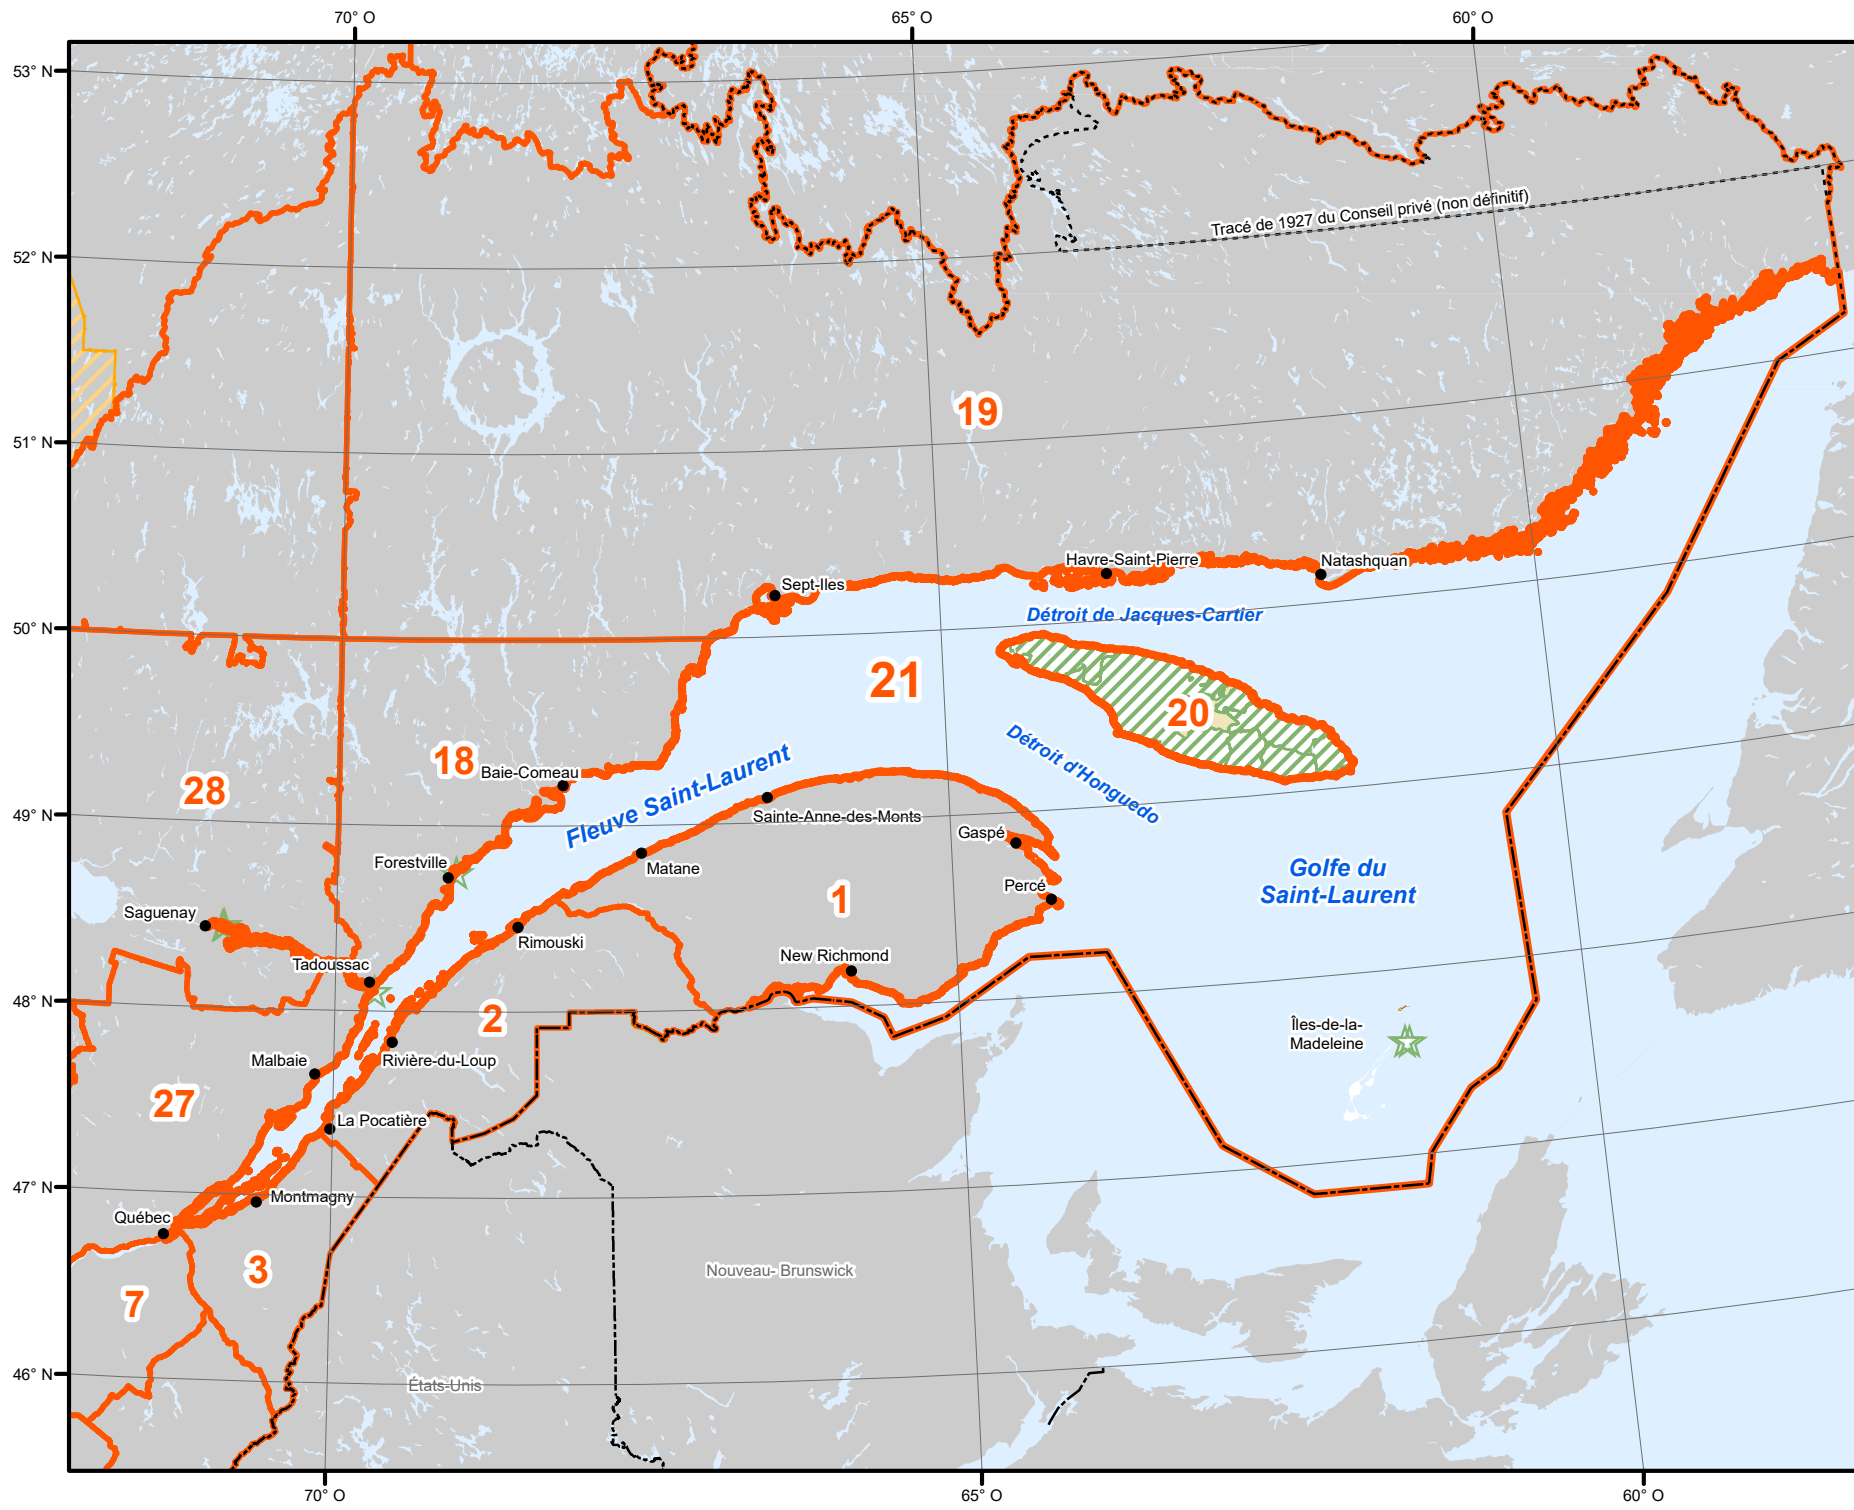 70° O
65° O
60° O
53° N
52° N
51° N
50° N
49° N
48° N
47° N
46° N
Tracé de 1927 du Conseil privé (non définitif)
19
Havre-Saint-Pierre
Natashquan
Sept-Iles
Détroit de Jacques-Cartier
21
20
18
Baie-Comeau
28
Fleuve Saint-Laurent
Détroit d'Honguedo
Sainte-Anne-des-Monts
Gaspé
Forestville
Matane
Golfe du
Saint-Laurent
Percé
1
Saguenay
Rimouski
New Richmond
Tadoussac
2
Îles-de-la-
Madeleine
Malbaie
Rivière-du-Loup
27
La Pocatière
Montmagny
Québec
3
Nouveau- Brunswick
7
États-Unis
70° O
65° O
60° O